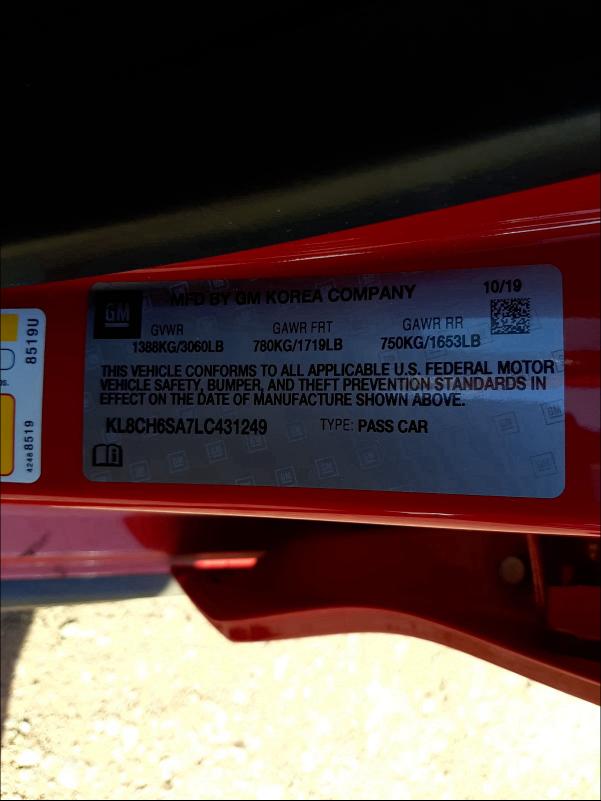 GM
MFD BY GM KOREA COMPANY
10/19
GVWR GAWR FRT GAWR RR
1388KG/3060LB 780KG/1719LB 750KG/1653LB
THIS VEHICLE CONFORMS TO ALL APPLICABLE U.S. FEDERAL MOTOR
VEHICLE SAFETY, BUMPER, AND THEFT PREVENTION STANDARDS IN
EFFECT ON THE DATE OF MANUFACTURE SHOWN ABOVE.
KL8CH6SA7LC431249 TYPE: PASS CAR
8519U
42488519